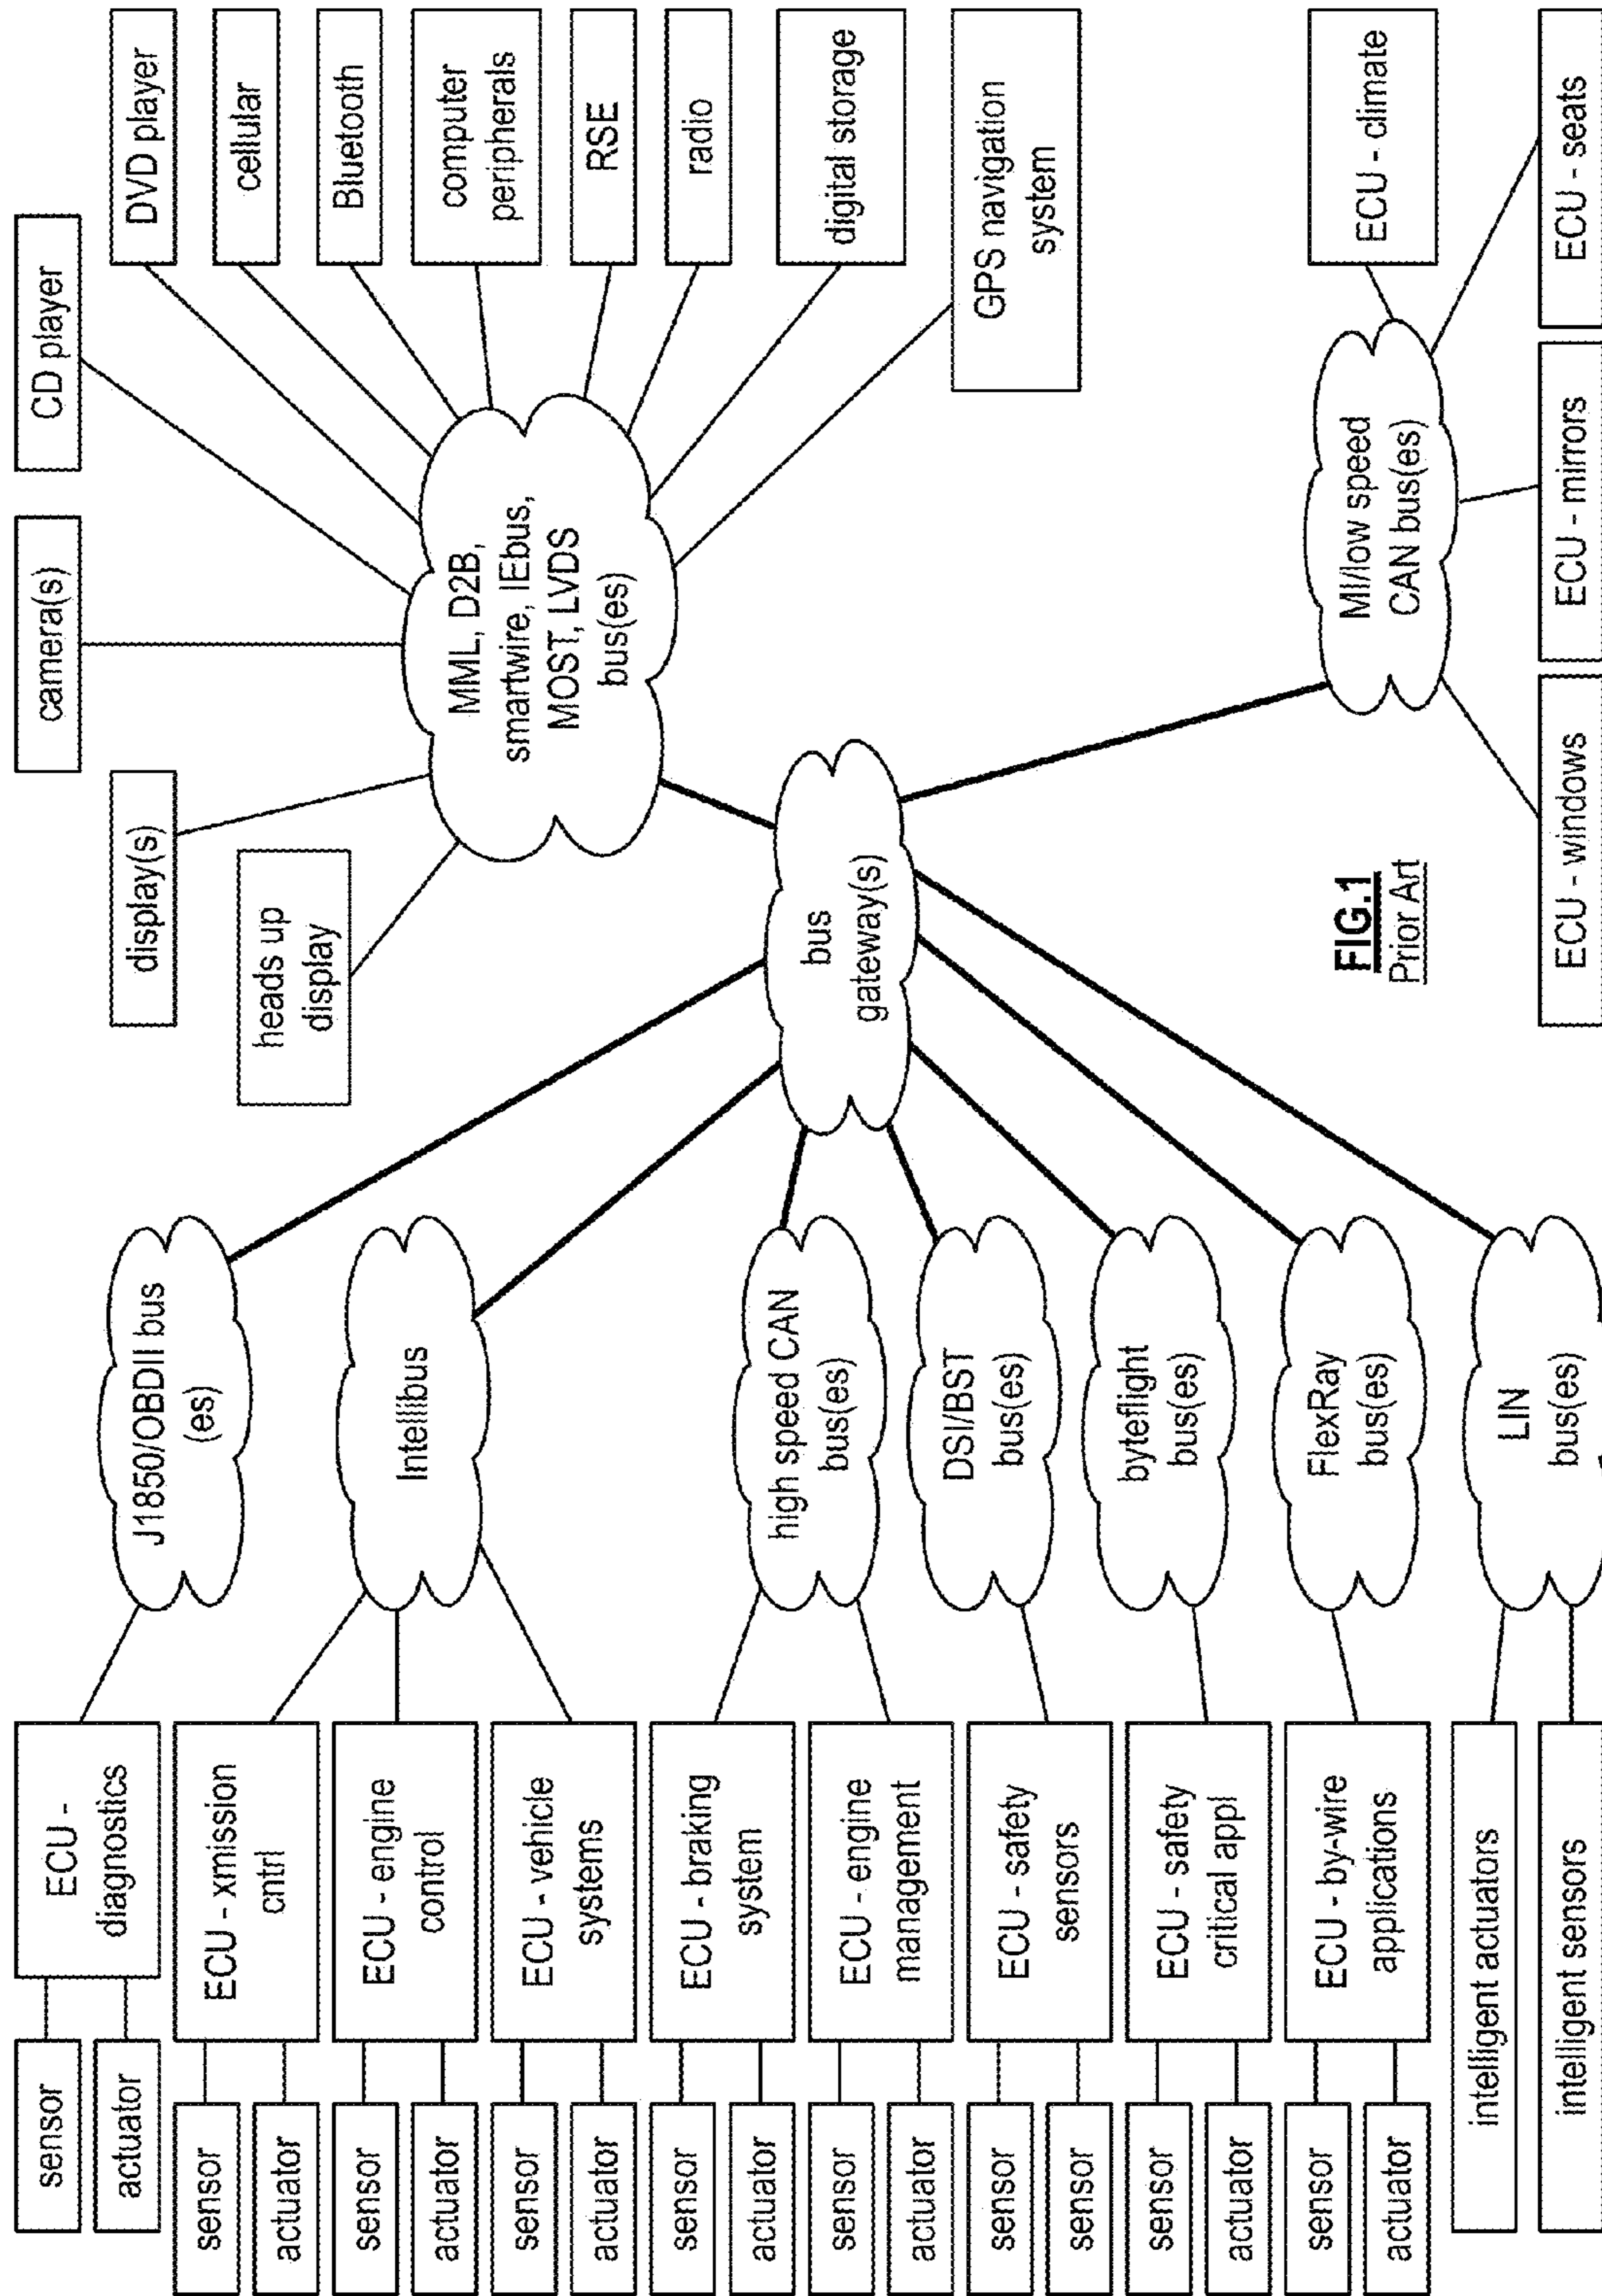 sensor
actuator
ECU -
diagnostics
J1850/OBDII bus
(es)
sensor
actuator
ECU - xmission
cntrl
sensor
actuator
ECU - engine
control
Intellibus
sensor
actuator
ECU - vehicle
systems
sensor
actuator
ECU - braking
system
high speed CAN
bus(es)
sensor
actuator
ECU - engine
management
sensor
sensor
ECU - safety
sensors
DSI/BST
bus(es)
sensor
actuator
ECU - safety
critical appl
byteflight
bus(es)
sensor
actuator
ECU - by-wire
applications
FlexRay
bus(es)
intelligent actuators
intelligent sensors
LIN
bus(es)
bus
gateway(s)
heads up
display
display(s)
camera(s)
CD player
DVD player
cellular
Bluetooth
computer
peripherals
RSE
radio
digital storage
GPS navigation
system
MML, D2B,
smartwire, IEbus,
MOST, LVDS
bus(es)
MI/low speed
CAN bus(es)
ECU - climate
ECU - windows
ECU - mirrors
ECU - seats
FIG.1
Prior Art